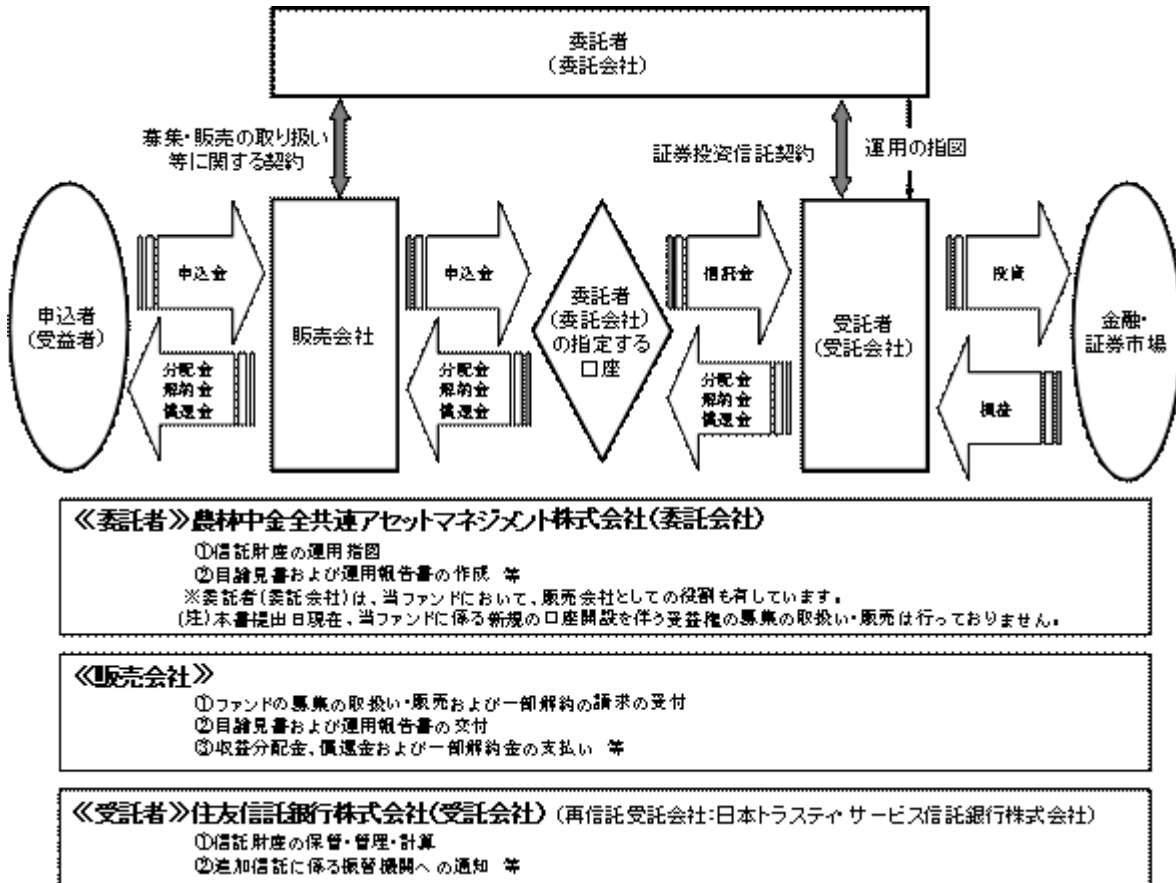 委託者
(委託会社)
募集・販売の取り扱い
等に関する契約
証券投資信託契約
運用の指図
申込金
申込金
信託金
投資
申込者
(受益者)
販売会社
委託者
(委託会社)
の指定する
口座
受託者
(受託会社)
金融・
証券市場
分配金
解約金
償還金
分配金
解約金
償還金
分配金
解約金
償還金
損益
≪委託者≫農林中金全共連アセットマネジメント株式会社(委託会社)
①信託財産の運用指図
②目論見書および運用報告書の作成 等
※委託者(委託会社)は、当ファンドにおいて、販売会社としての役割も有しています。
(注)本書提出日現在、当ファンドに係る新規の口座開設を伴う受益権の募集の取扱い・販売は行っておりません。
≪販売会社≫
①ファンドの募集の取扱い・販売および一部解約の請求の受付
②目論見書および運用報告書の交付
③収益分配金、償還金および一部解約金の支払い 等
≪受託者≫住友信託銀行株式会社(受託会社) (再信託受託会社:日本トラスティ・サービス信託銀行株式会社)
①信託財産の保管・管理・計算
②追加信託に係る振替機関への通知 等